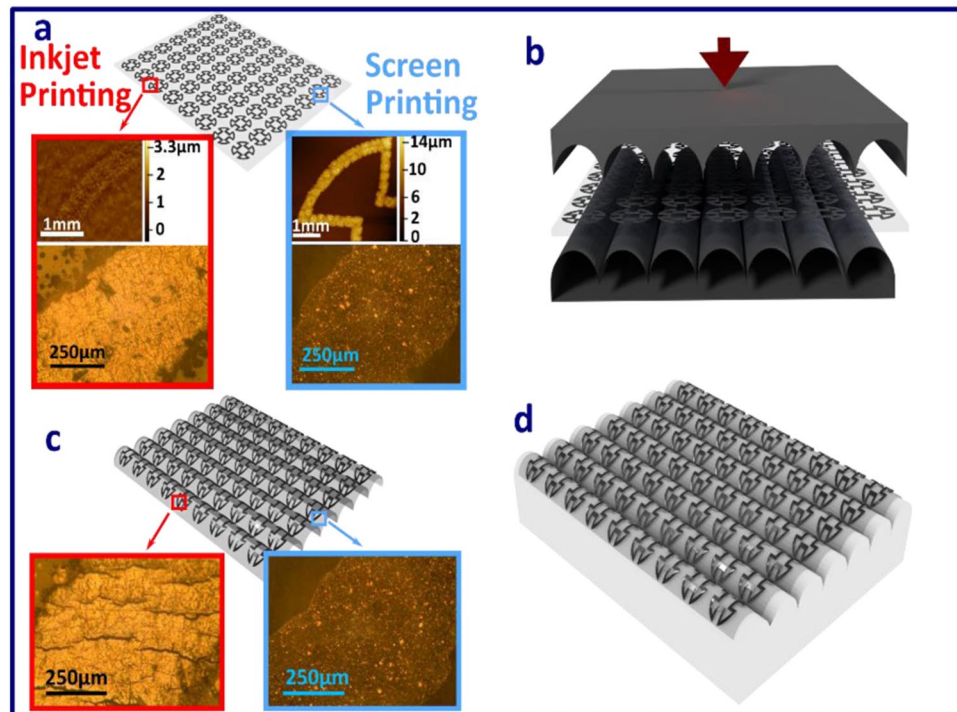 a
Inkjet
Printing
Screen
Printing
3.3µm
2
1
0
1mm
14µm
10
6
2
0
1mm
250µm
250µm
b
c
250µm
250µm
d